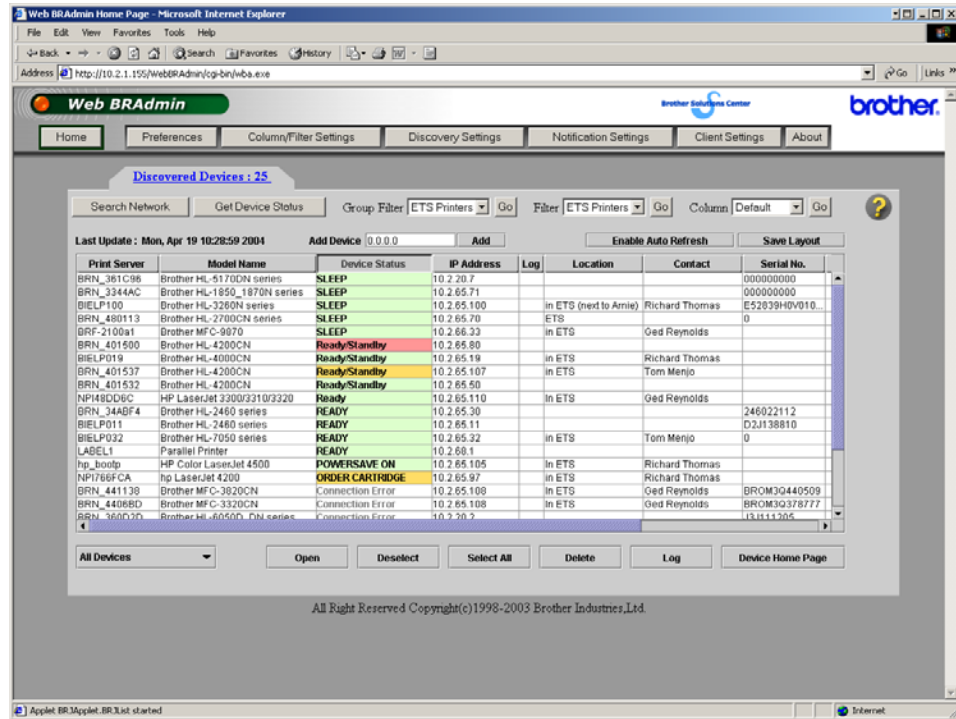 Web BRAdmin Home Page - Microsoft Internet Explorer
File Edit View Favorites Tools Help
Back Search Favorites History
Address http://10.2.1.155/WebBRAdmin/cgi-bin/wba.exe Go Links »
Web BRAdmin Brother Solutions Center brother.
Home Preferences Column/Filter Settings Discovery Settings Notification Settings Client Settings About
Discovered Devices : 25
Search Network Get Device Status Group Filter ETS Printers Go Filter ETS Printers Go Column Default Go ?
Last Update : Mon, Apr 19 10:28:59 2004 Add Device 0.0.0.0 Add Enable Auto Refresh Save Layout
Print Server Model Name Device Status IP Address Log Location Contact Serial No.
BRN_361C96 Brother HL-5170DN series SLEEP 10.2.20.7 000000000
BRN_3344AC Brother HL-1850_1870N series SLEEP 10.2.65.71 000000000
BIELP100 Brother HL-3260N series SLEEP 10.2.65.100 in ETS (next to Arnie) Richard Thomas E52839H0V010...
BRN_480113 Brother HL-2700CN series SLEEP 10.2.65.70 ETS 0
BRF-2100a1 Brother MFC-9870 SLEEP 10.2.66.33 in ETS Ged Reynolds
BRN_401500 Brother HL-4200CN Ready/Standby 10.2.65.80
BIELP019 Brother HL-4000CN Ready/Standby 10.2.65.19 in ETS Richard Thomas
BRN_401537 Brother HL-4200CN Ready/Standby 10.2.65.107 in ETS Tom Menjo
BRN_401532 Brother HL-4200CN Ready/Standby 10.2.65.50
NPI48DD6C HP LaserJet 3300/3310/3320 Ready 10.2.65.110 In ETS Ged Reynolds
BRN_34ABF4 Brother HL-2460 series READY 10.2.65.30 246022112
BIELP011 Brother HL-2460 series READY 10.2.65.11 D2J138810
BIELP032 Brother HL-7050 series READY 10.2.65.32 in ETS Tom Menjo 0
LABEL1 Parallel Printer READY 10.2.68.1
hp_bootp HP Color LaserJet 4500 POWERSAVE ON 10.2.65.105 In ETS Richard Thomas
NPI766FCA hp LaserJet 4200 ORDER CARTRIDGE 10.2.65.97 in ETS Richard Thomas
BRN_441138 Brother MFC-3820CN Connection Error 10.2.65.108 In ETS Ged Reynolds BROM3Q440509
BRN_4406BD Brother MFC-3320CN Connection Error 10.2.65.108 In ETS Ged Reynolds BROM3Q378777
BRN_360D2D Brother HL-6050D_DN series Connection Error 10.2.20.2 J3J111205
All Devices Open Deselect Select All Delete Log Device Home Page
All Right Reserved Copyright(c)1998-2003 Brother Industries,Ltd.
Applet BRJApplet.BRJList started Internet